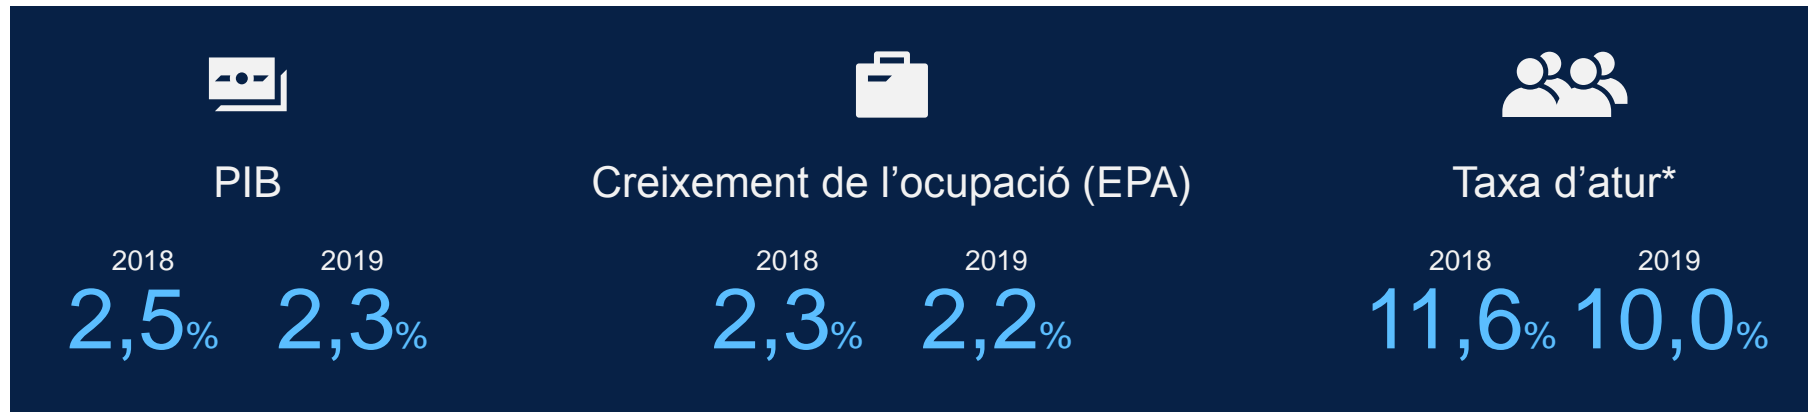 PIB
2018 2019
2,5% 2,3%
Creixement de l’ocupació (EPA)
2018 2019
2,3% 2,2%
Taxa d’atur*
2018 2019
11,6% 10,0%